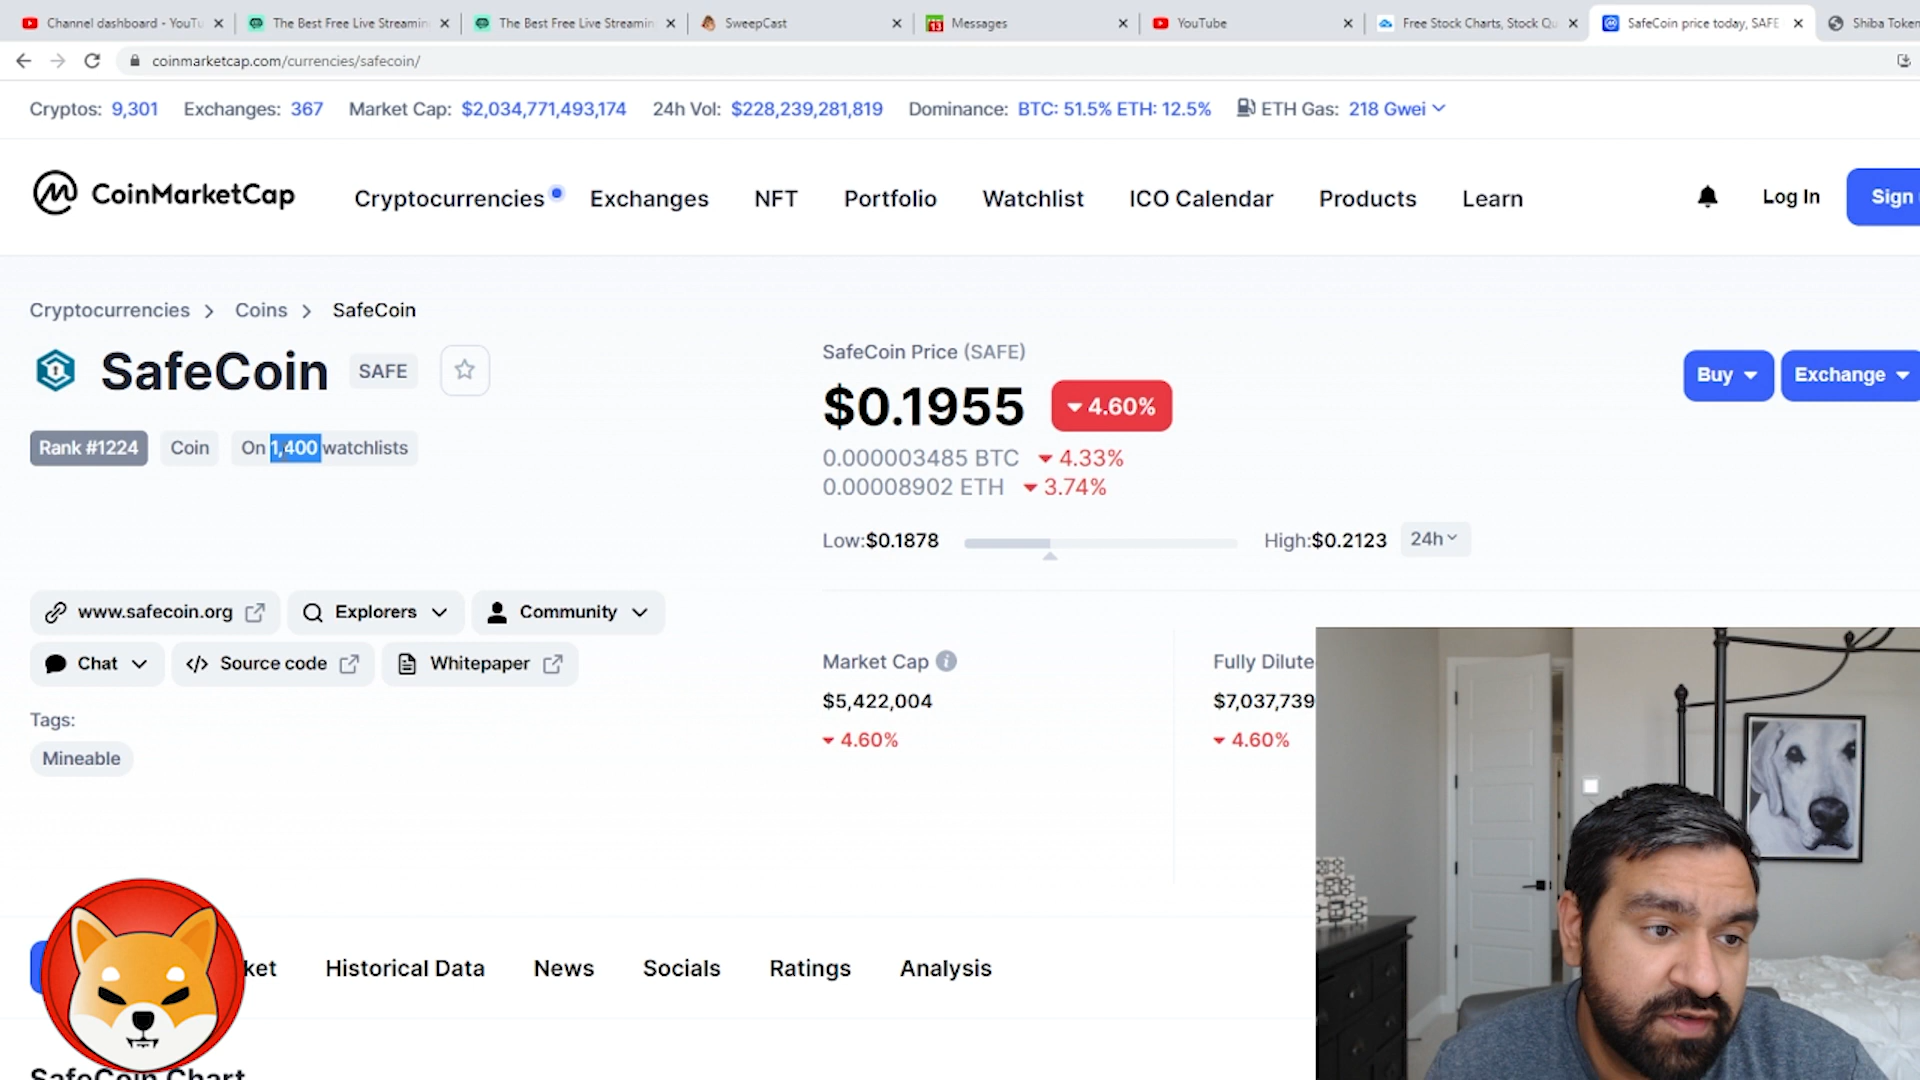 Channel dashboard - YouTu
The Best Free Live Streamin
The Best Free Live Streamin
SweepCast
Messages
YouTube
Free Stock Charts, Stock Qu
SafeCoin price today, SAFE
Shiba Token
coinmarketcap.com/currencies/safecoin/
Cryptos: 9,301 Exchanges: 367 Market Cap: $2,034,771,493,174 24h Vol: $228,239,281,819 Dominance: BTC: 51.5% ETH: 12.5% ETH Gas: 218 Gwei
CoinMarketCap
Cryptocurrencies Exchanges NFT Portfolio Watchlist ICO Calendar Products Learn
Log In
Sign
Cryptocurrencies > Coins > SafeCoin
SafeCoin SAFE
Rank #1224 Coin On 1,400 watchlists
SafeCoin Price (SAFE)
$0.1955 4.60%
0.000003485 BTC 4.33%
0.00008902 ETH 3.74%
Low:$0.1878 High:$0.2123 24h
Buy Exchange
www.safecoin.org Explorers Community
Chat Source code Whitepaper
Tags:
Mineable
Market Cap
$5,422,004
4.60%
Fully Dilute
$7,037,739
4.60%
ket Historical Data News Socials Ratings Analysis
SafeCoin Chart